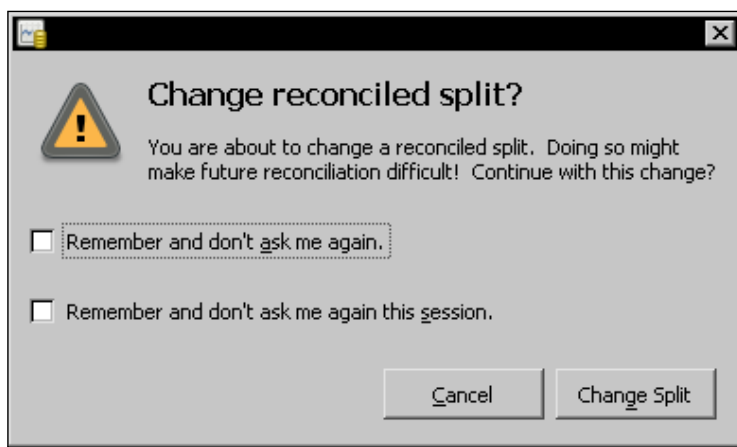 Change reconciled split?
You are about to change a reconciled split.  Doing so might
make future reconciliation difficult!  Continue with this change?
Remember and don't ask me again.
Remember and don't ask me again this session.
Cancel
Change Split